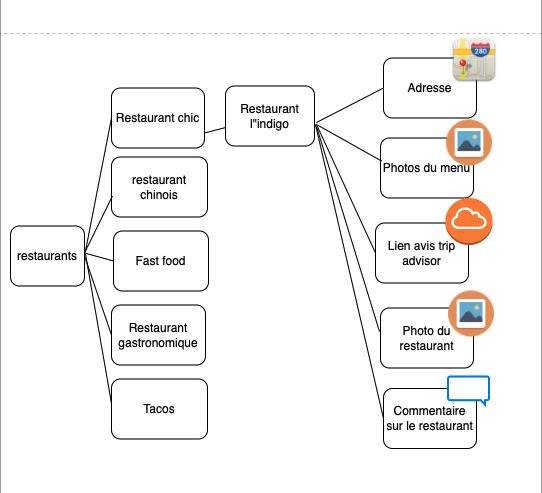 restaurants
Restaurant chic
restaurant
chinois
Fast food
Restaurant
gastronomique
Tacos
Restaurant
l"indigo
Adresse
280
Photos du menu
Lien avis trip
advisor
Photo du
restaurant
Commentaire
sur le restaurant